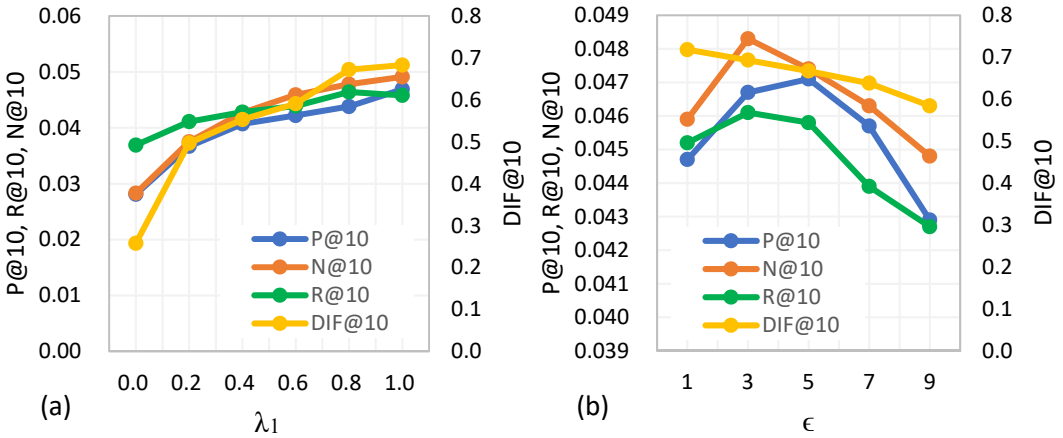 0.06
0.05
0.04
0.03
0.02
0.01
0.00
P@10, R@10, N@10
0.8
0.7
0.6
0.5
0.4
0.3
0.2
0.1
0.0
DIF@10
P@10
N@10
R@10
DIF@10
0.0 0.2 0.4 0.6 0.8 1.0
(a)
λ1
0.049
0.048
0.047
0.046
0.045
0.044
0.043
0.042
0.041
0.040
0.039
P@10, R@10, N@10
0.8
0.7
0.6
0.5
0.4
0.3
0.2
0.1
0.0
DIF@10
P@10
N@10
R@10
DIF@10
1 3 5 7 9
(b)
ϵ